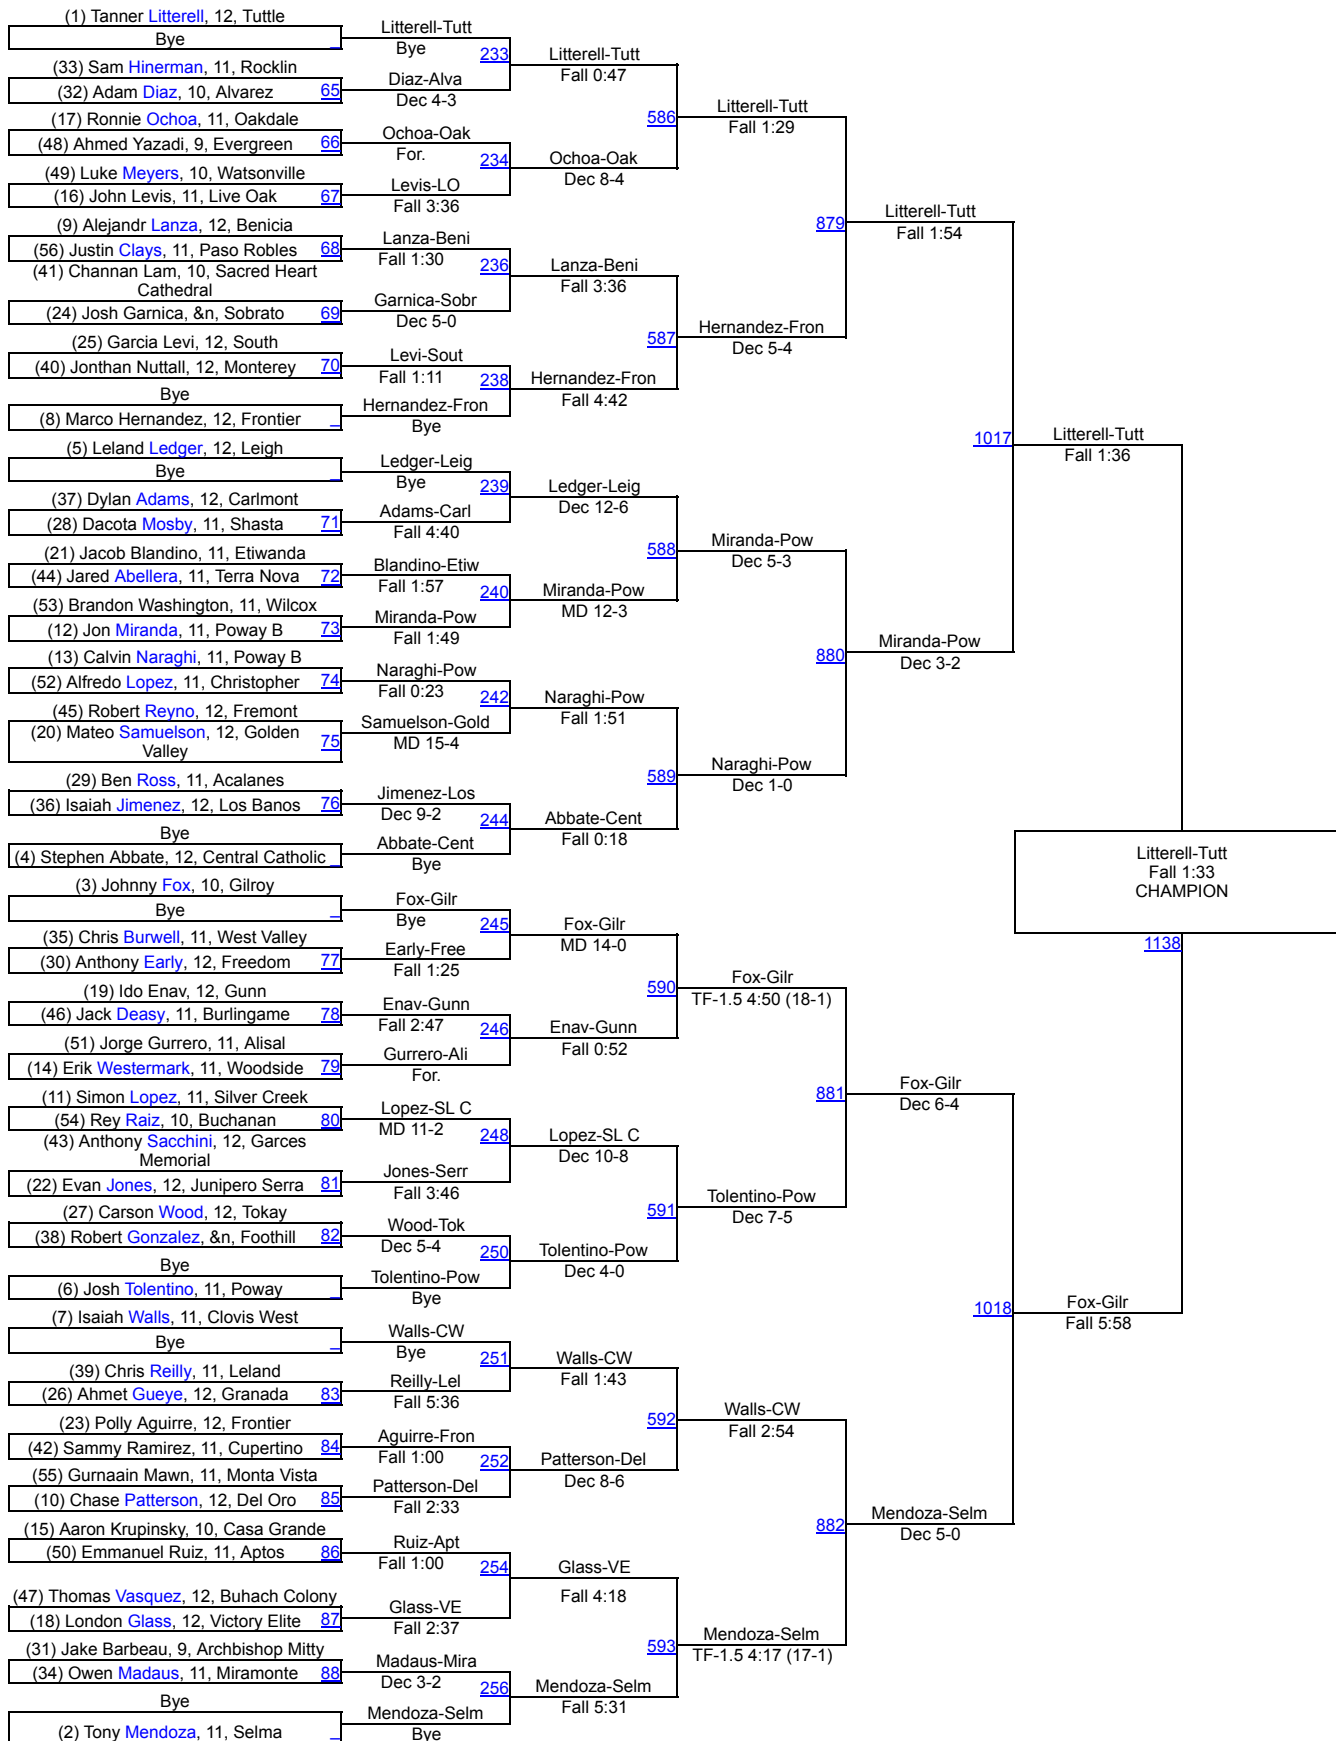 (1) Tanner Litterell, 12, Tuttle
Bye
(33) Sam Hinerman, 11, Rocklin
(32) Adam Diaz, 10, Alvarez 65
(17) Ronnie Ochoa, 11, Oakdale
(48) Ahmed Yazadi, 9, Evergreen 66
(49) Luke Meyers, 10, Watsonville
(16) John Levis, 11, Live Oak 67
(9) Alejandr Lanza, 12, Benicia
(56) Justin Clays, 11, Paso Robles 68
(41) Channan Lam, 10, Sacred Heart
Cathedral
(24) Josh Garnica, &n, Sobrato 69
(25) Garcia Levi, 12, South
(40) Jonthan Nuttall, 12, Monterey 70
Bye
(8) Marco Hernandez, 12, Frontier
(5) Leland Ledger, 12, Leigh
Bye
(37) Dylan Adams, 12, Carlmont
(28) Dacota Mosby, 11, Shasta 71
(21) Jacob Blandino, 11, Etiwanda
(44) Jared Abellera, 11, Terra Nova 72
(53) Brandon Washington, 11, Wilcox
(12) Jon Miranda, 11, Poway B 73
(13) Calvin Naraghi, 11, Poway B
(52) Alfredo Lopez, 11, Christopher 74
(45) Robert Reyno, 12, Fremont
(20) Mateo Samuelson, 12, Golden
Valley 75
(29) Ben Ross, 11, Acalanes
(36) Isaiah Jimenez, 12, Los Banos 76
Bye
(4) Stephen Abbate, 12, Central Catholic
(3) Johnny Fox, 10, Gilroy
Bye
(35) Chris Burwell, 11, West Valley
(30) Anthony Early, 12, Freedom 77
(19) Ido Enav, 12, Gunn
(46) Jack Deasy, 11, Burlingame 78
(51) Jorge Gurrero, 11, Alisal
(14) Erik Westermark, 11, Woodside 79
(11) Simon Lopez, 11, Silver Creek
(54) Rey Raiz, 10, Buchanan 80
(43) Anthony Sacchini, 12, Garces
Memorial
(22) Evan Jones, 12, Junipero Serra 81
(27) Carson Wood, 12, Tokay
(38) Robert Gonzalez, &n, Foothill 82
Bye
(6) Josh Tolentino, 11, Poway
(7) Isaiah Walls, 11, Clovis West
Bye
(39) Chris Reilly, 11, Leland
(26) Ahmet Gueye, 12, Granada 83
(23) Polly Aguirre, 12, Frontier
(42) Sammy Ramirez, 11, Cupertino 84
(55) Gurnaain Mawn, 11, Monta Vista
(10) Chase Patterson, 12, Del Oro 85
(15) Aaron Krupinsky, 10, Casa Grande
(50) Emmanuel Ruiz, 11, Aptos 86
(47) Thomas Vasquez, 12, Buhach Colony
(18) London Glass, 12, Victory Elite 87
(31) Jake Barbeau, 9, Archbishop Mitty
(34) Owen Madaus, 11, Miramonte 88
Bye
(2) Tony Mendoza, 11, Selma
Litterell-Tutt
Bye
233
Diaz-Alva
Dec 4-3
Ochoa-Oak
For.
234
Levis-LO
Fall 3:36
Lanza-Beni
Fall 1:30
236
Garnica-Sobr
Dec 5-0
Levi-Sout
Fall 1:11
238
Hernandez-Fron
Bye
Ledger-Leig
Bye
239
Adams-Carl
Fall 4:40
Blandino-Etiw
Fall 1:57
240
Miranda-Pow
Fall 1:49
Naraghi-Pow
Fall 0:23
242
Samuelson-Gold
MD 15-4
Jimenez-Los
Dec 9-2
244
Abbate-Cent
Bye
Fox-Gilr
Bye
245
Early-Free
Fall 1:25
Enav-Gunn
Fall 2:47
246
Gurrero-Ali
For.
Lopez-SL C
MD 11-2
248
Jones-Serr
Fall 3:46
Wood-Tok
Dec 5-4
250
Tolentino-Pow
Bye
Walls-CW
Bye
251
Reilly-Lel
Fall 5:36
Aguirre-Fron
Fall 1:00
252
Patterson-Del
Fall 2:33
Ruiz-Apt
Fall 1:00
254
Glass-VE
Fall 2:37
Madaus-Mira
Dec 3-2
256
Mendoza-Selm
Bye
Litterell-Tutt
Fall 0:47
586
Ochoa-Oak
Dec 8-4
Lanza-Beni
Fall 3:36
587
Hernandez-Fron
Fall 4:42
Ledger-Leig
Dec 12-6
588
Miranda-Pow
MD 12-3
Naraghi-Pow
Fall 1:51
589
Abbate-Cent
Fall 0:18
Fox-Gilr
MD 14-0
590
Enav-Gunn
Fall 0:52
Lopez-SL C
Dec 10-8
591
Tolentino-Pow
Dec 4-0
Walls-CW
Fall 1:43
592
Patterson-Del
Dec 8-6
Glass-VE
Fall 4:18
593
Mendoza-Selm
Fall 5:31
Litterell-Tutt
Fall 1:29
879
Hernandez-Fron
Dec 5-4
Miranda-Pow
Dec 5-3
880
Naraghi-Pow
Dec 1-0
Fox-Gilr
TF-1.5 4:50 (18-1)
881
Tolentino-Pow
Dec 7-5
Walls-CW
Fall 2:54
882
Mendoza-Selm
TF-1.5 4:17 (17-1)
Litterell-Tutt
Fall 1:54
1017
Miranda-Pow
Dec 3-2
Fox-Gilr
Dec 6-4
1018
Mendoza-Selm
Dec 5-0
Litterell-Tutt
Fall 1:36
Fox-Gilr
Fall 5:58
Litterell-Tutt
Fall 1:33
CHAMPION
1138